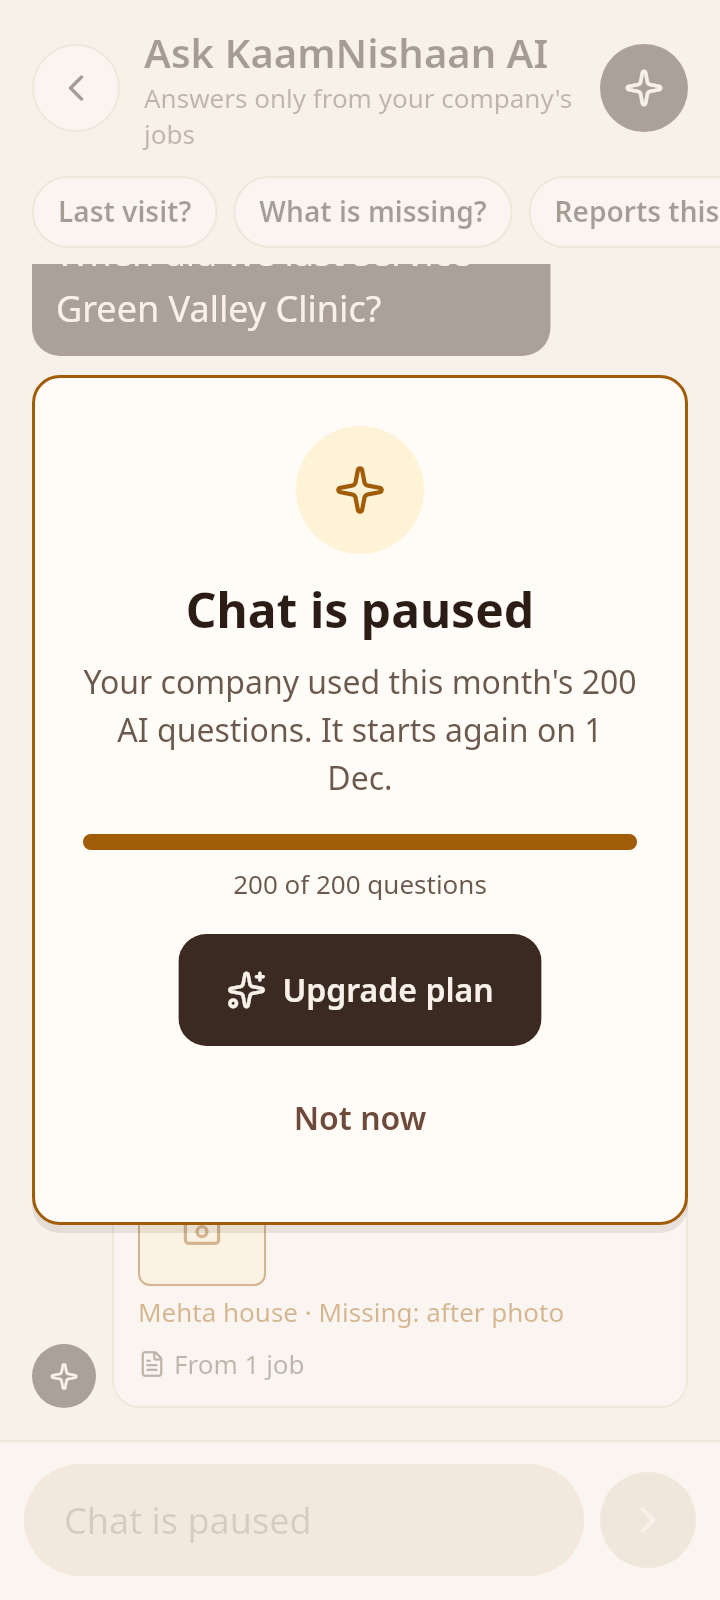 Ask KaamNishaan AI
Answers only from your company's
jobs
Last visit?
What is missing?
Reports this
Green Valley Clinic?
Chat is paused
Your company used this month's 200
AI questions. It starts again on 1
Dec.
200 of 200 questions
Upgrade plan
Not now
Mehta house · Missing: after photo
From 1 job
Chat is paused